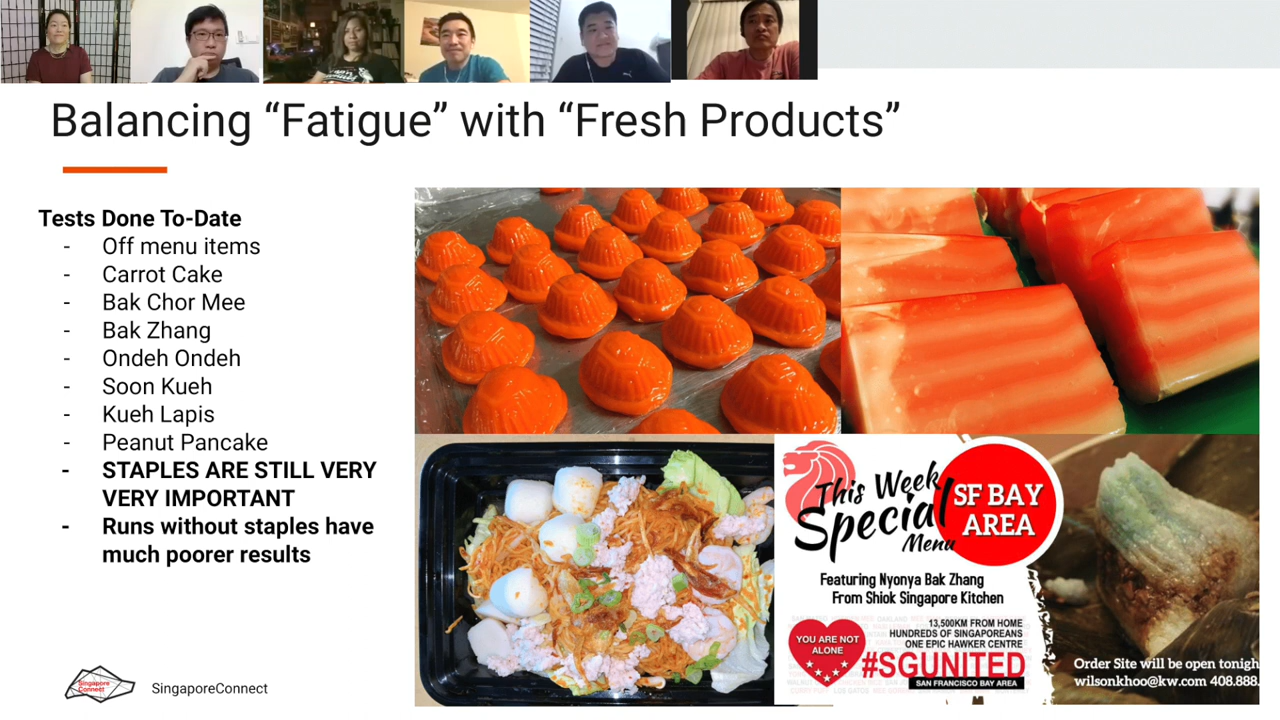 Balancing “Fatigue” with “Fresh Products”
Tests Done To-Date
- Off menu items
- Carrot Cake
- Bak Chor Mee
- Bak Zhang
- Ondeh Ondeh
- Soon Kueh
- Kueh Lapis
- Peanut Pancake
- STAPLES ARE STILL VERY
VERY IMPORTANT
- Runs without staples have
much poorer results
This Week
Special
Menu
SF BAY
AREA
Featuring Nyonya Bak Zhang
From Shiok Singapore Kitchen
YOU ARE NOT
ALONE
13,500KM FROM HOME
HUNDREDS OF SINGAPOREANS
ONE EPIC HAWKER CENTRE
#SGUNITED
SAN FRANCISCO BAY AREA
Order Site will be open tonigh
wilsonkhoo@kw.com 408.888.
Singapore
Connect
SingaporeConnect